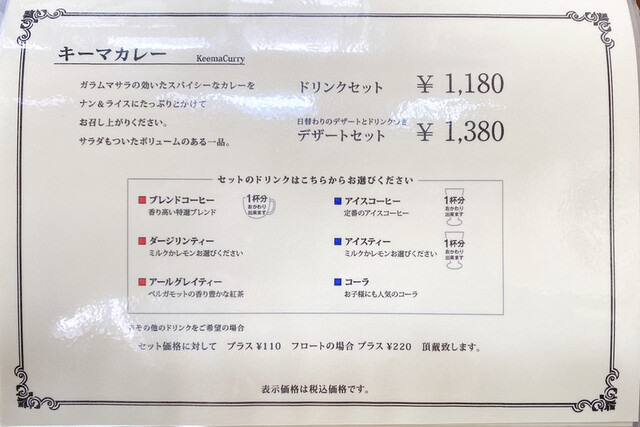 キーマカレー KeemaCurry
ガラムマサラの効いたスパイシーなカレーを
ナン&ライスにたっぷりとかけて
お召し上がりください。
サラダもついたボリュームのある一品。
ドリンクセット ¥ 1,180
日替わりのデザートとドリンクつき
デザートセット ¥ 1,380
セットのドリンクはこちらからお選びください
ブレンドコーヒー
香り高い特選ブレンド
1杯分
おかわり
出来ます
アイスコーヒー
定番のアイスコーヒー
1杯分
おかわり
出来ます
ダージリンティー
ミルクかレモンお選びください
アイスティー
ミルクかレモンお選びください
1杯分
おかわり
出来ます
アールグレイティー
ベルガモットの香り豊かな紅茶
コーラ
お子様にも人気のコーラ
※その他のドリンクをご希望の場合
セット価格に対して プラス ¥110 フロートの場合 プラス ¥220 頂戴致します。
表示価格は税込価格です。